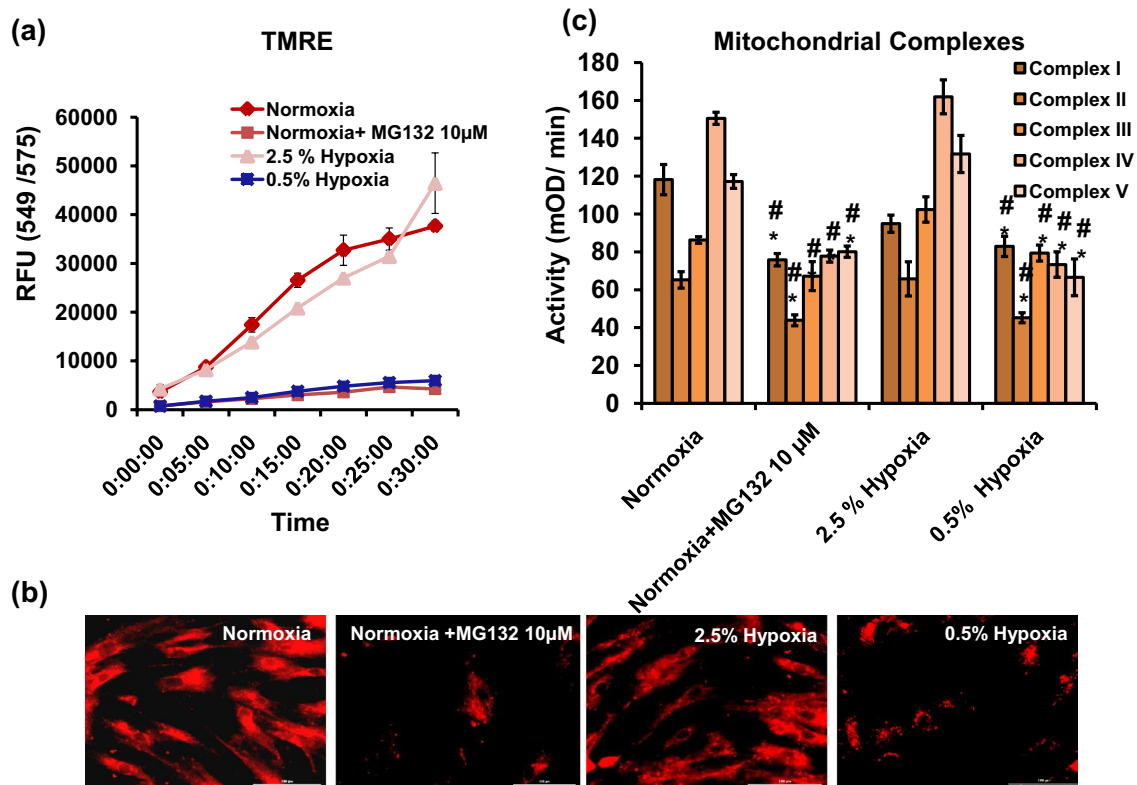 (a)
TMRE
RFU (549 /575)
60000
50000
40000
30000
20000
10000
0
Normoxia
Normoxia+ MG132 10µM
2.5 % Hypoxia
0.5% Hypoxia
0:00:00
0:05:00
0:10:00
0:15:00
0:20:00
0:25:00
0:30:00
Time
(c)
Mitochondrial Complexes
Activity (mOD/ min)
180
160
140
120
100
80
60
40
20
0
Complex I
Complex II
Complex III
Complex IV
Complex V
# # # # #
* * * *
# # # # #
* * * * *
Normoxia
Normoxia+MG132 10 µM
2.5 % Hypoxia
0.5% Hypoxia
(b)
Normoxia
Normoxia +MG132 10µM
2.5% Hypoxia
0.5% Hypoxia